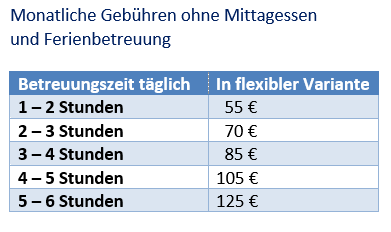 Monatliche Gebühren ohne Mittagessen
und Ferienbetreuung
Betreuungszeit täglich In flexibler Variante
1 – 2 Stunden 55 €
2 – 3 Stunden 70 €
3 – 4 Stunden 85 €
4 – 5 Stunden 105 €
5 – 6 Stunden 125 €